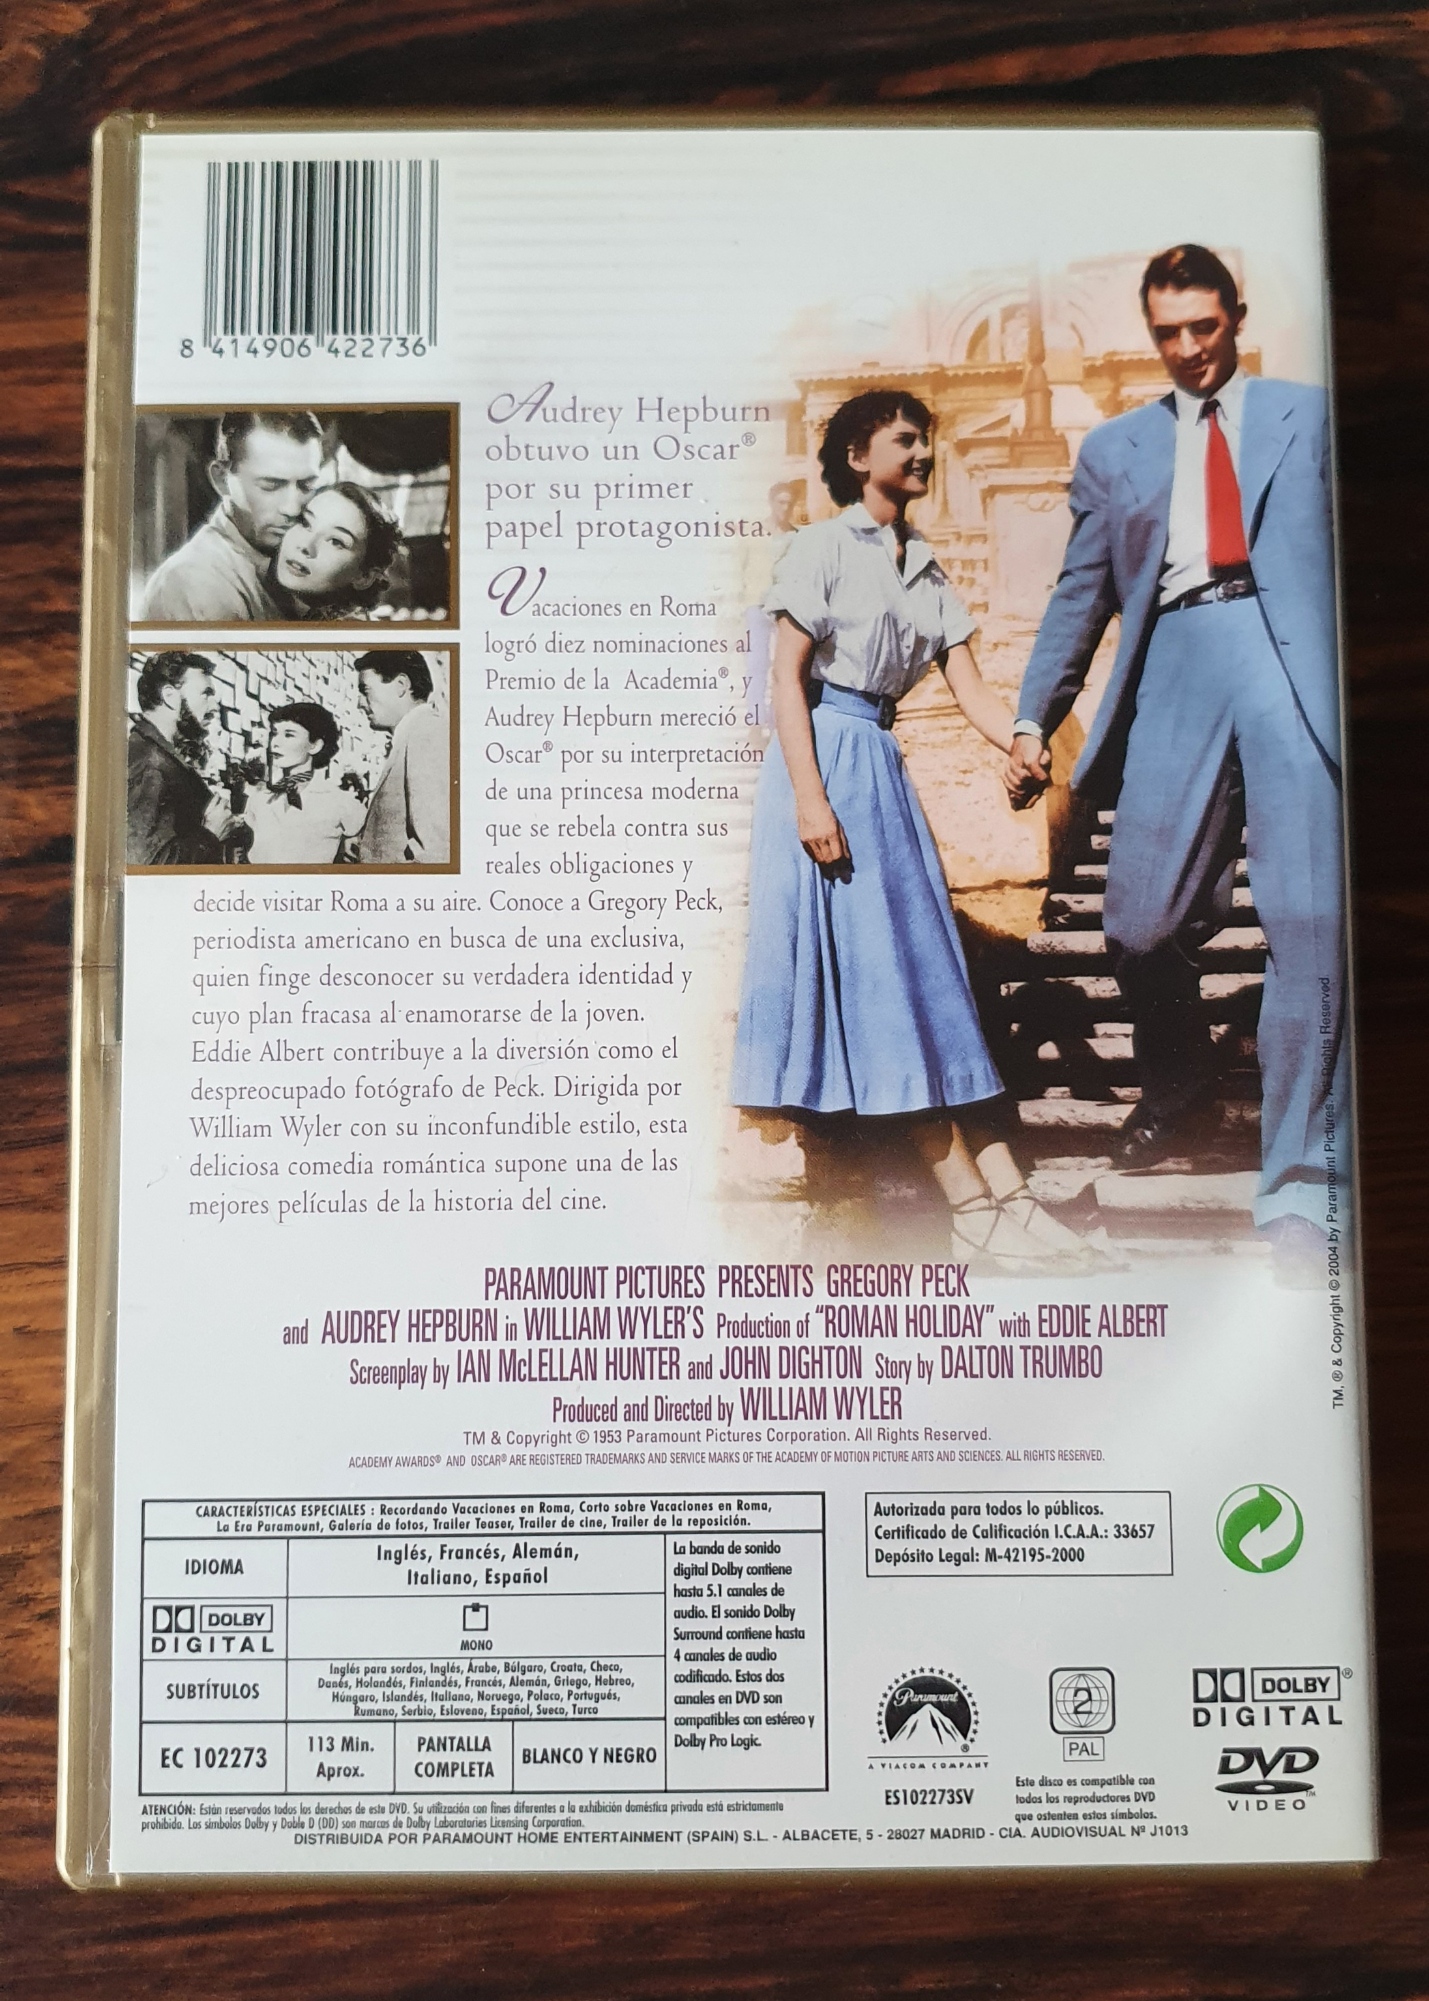 8 414906 422736
Audrey Hepburn
obtuvo un Oscar®
por su primer
papel protagonista.
Vacaciones en Roma
logró diez nominaciones al
Premio de la Academia®, y
Audrey Hepburn mereció el
Oscar® por su interpretación
de una princesa moderna
que se rebela contra sus
reales obligaciones y
decide visitar Roma a su aire. Conoce a Gregory Peck,
periodista americano en busca de una exclusiva,
quien finge desconocer su verdadera identidad y
cuyo plan fracasa al enamorarse de la joven.
Eddie Albert contribuye a la diversión como el
despreocupado fotógrafo de Peck. Dirigida por
William Wyler con su inconfundible estilo, esta
deliciosa comedia romántica supone una de las
mejores películas de la historia del cine.
TM, ® & Copyright © 2004 by Paramount Pictures. All Rights Reserved
PARAMOUNT PICTURES PRESENTS GREGORY PECK
and AUDREY HEPBURN in WILLIAM WYLER'S Production of "ROMAN HOLIDAY" with EDDIE ALBERT
Screenplay by IAN McLELLAN HUNTER and JOHN DIGHTON Story by DALTON TRUMBO
Produced and Directed by WILLIAM WYLER
TM & Copyright © 1953 Paramount Pictures Corporation. All Rights Reserved.
ACADEMY AWARDS® AND OSCAR® ARE REGISTERED TRADEMARKS AND SERVICE MARKS OF THE ACADEMY OF MOTION PICTURE ARTS AND SCIENCES. ALL RIGHTS RESERVED.
CARACTERÍSTICAS ESPECIALES : Recordando Vacaciones en Roma, Corto sobre Vacaciones en Roma,
La Era Paramount, Galería de fotos, Trailer Teaser, Trailer de cine, Trailer de la reposición.
IDIOMA
Inglés, Francés, Alemán,
Italiano, Español
DOLBY
DIGITAL
MONO
SUBTÍTULOS
Inglés para sordos, Inglés, Árabe, Búlgaro, Croata, Checo,
Danés, Holandés, Finlandés, Francés, Alemán, Griego, Hebreo,
Húngaro, Islandés, Italiano, Noruego, Polaco, Portugués,
Rumano, Serbio, Esloveno, Español, Sueco, Turco
EC 102273
113 Min.
Aprox.
PANTALLA
COMPLETA
BLANCO Y NEGRO
La banda de sonido
digital Dolby contiene
hasta 5.1 canales de
audio. El sonido Dolby
Surround contiene hasta
4 canales de audio
codificado. Estos dos
canales en DVD son
compatibles con estéreo y
Dolby Pro Logic.
Autorizada para todos lo públicos.
Certificado de Calificación I.C.A.A.: 33657
Depósito Legal: M-42195-2000
Paramount
®
A VIACOM COMPANY
ES102273SV
2
PAL
Este disco es compatible con
todos los reproductores DVD
que ostenten estos símbolos.
DOLBY®
DIGITAL
DVD
VIDEO™
ATENCIÓN: Están reservados todos los derechos de este DVD. Su utilización con fines diferentes a la exhibición doméstica privada está estrictamente
prohibida. Los símbolos Dolby y Doble D (DD) son marcas de Dolby Laboratories Licensing Corporation.
DISTRIBUIDA POR PARAMOUNT HOME ENTERTAINMENT (SPAIN) S.L. - ALBACETE, 5 - 28027 MADRID - CIA. AUDIOVISUAL Nº J1013